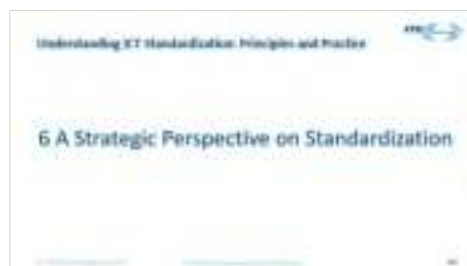 Understanding ICT Standardization: Principles and Practice
6 A Strategic Perspective on Standardization